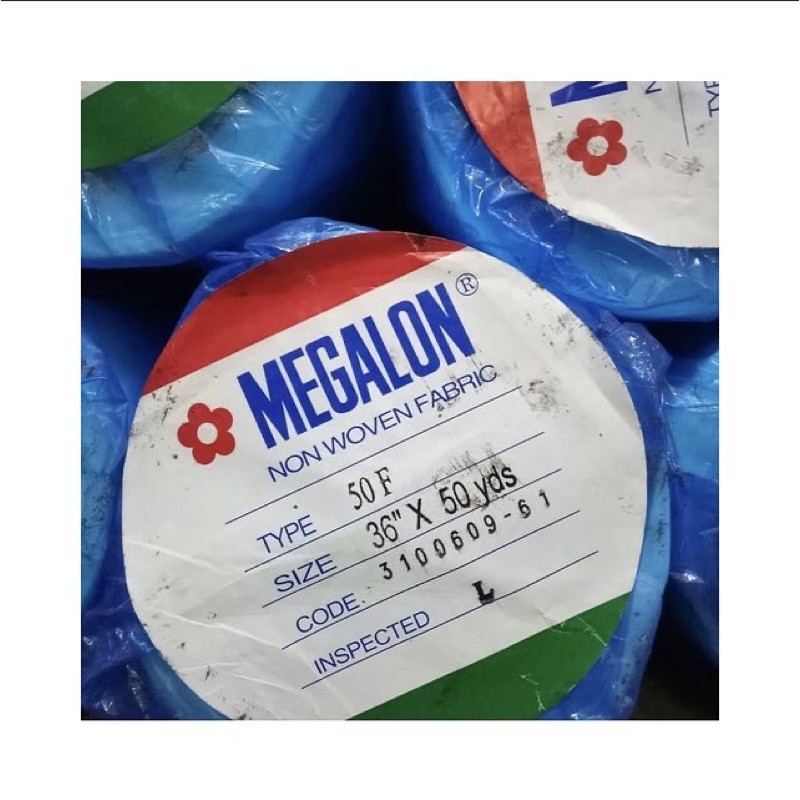 MEGALON®
NON WOVEN FABRIC
TYPE 50 F
SIZE 36" X 50 yds
CODE. 3100609-61
INSPECTED L